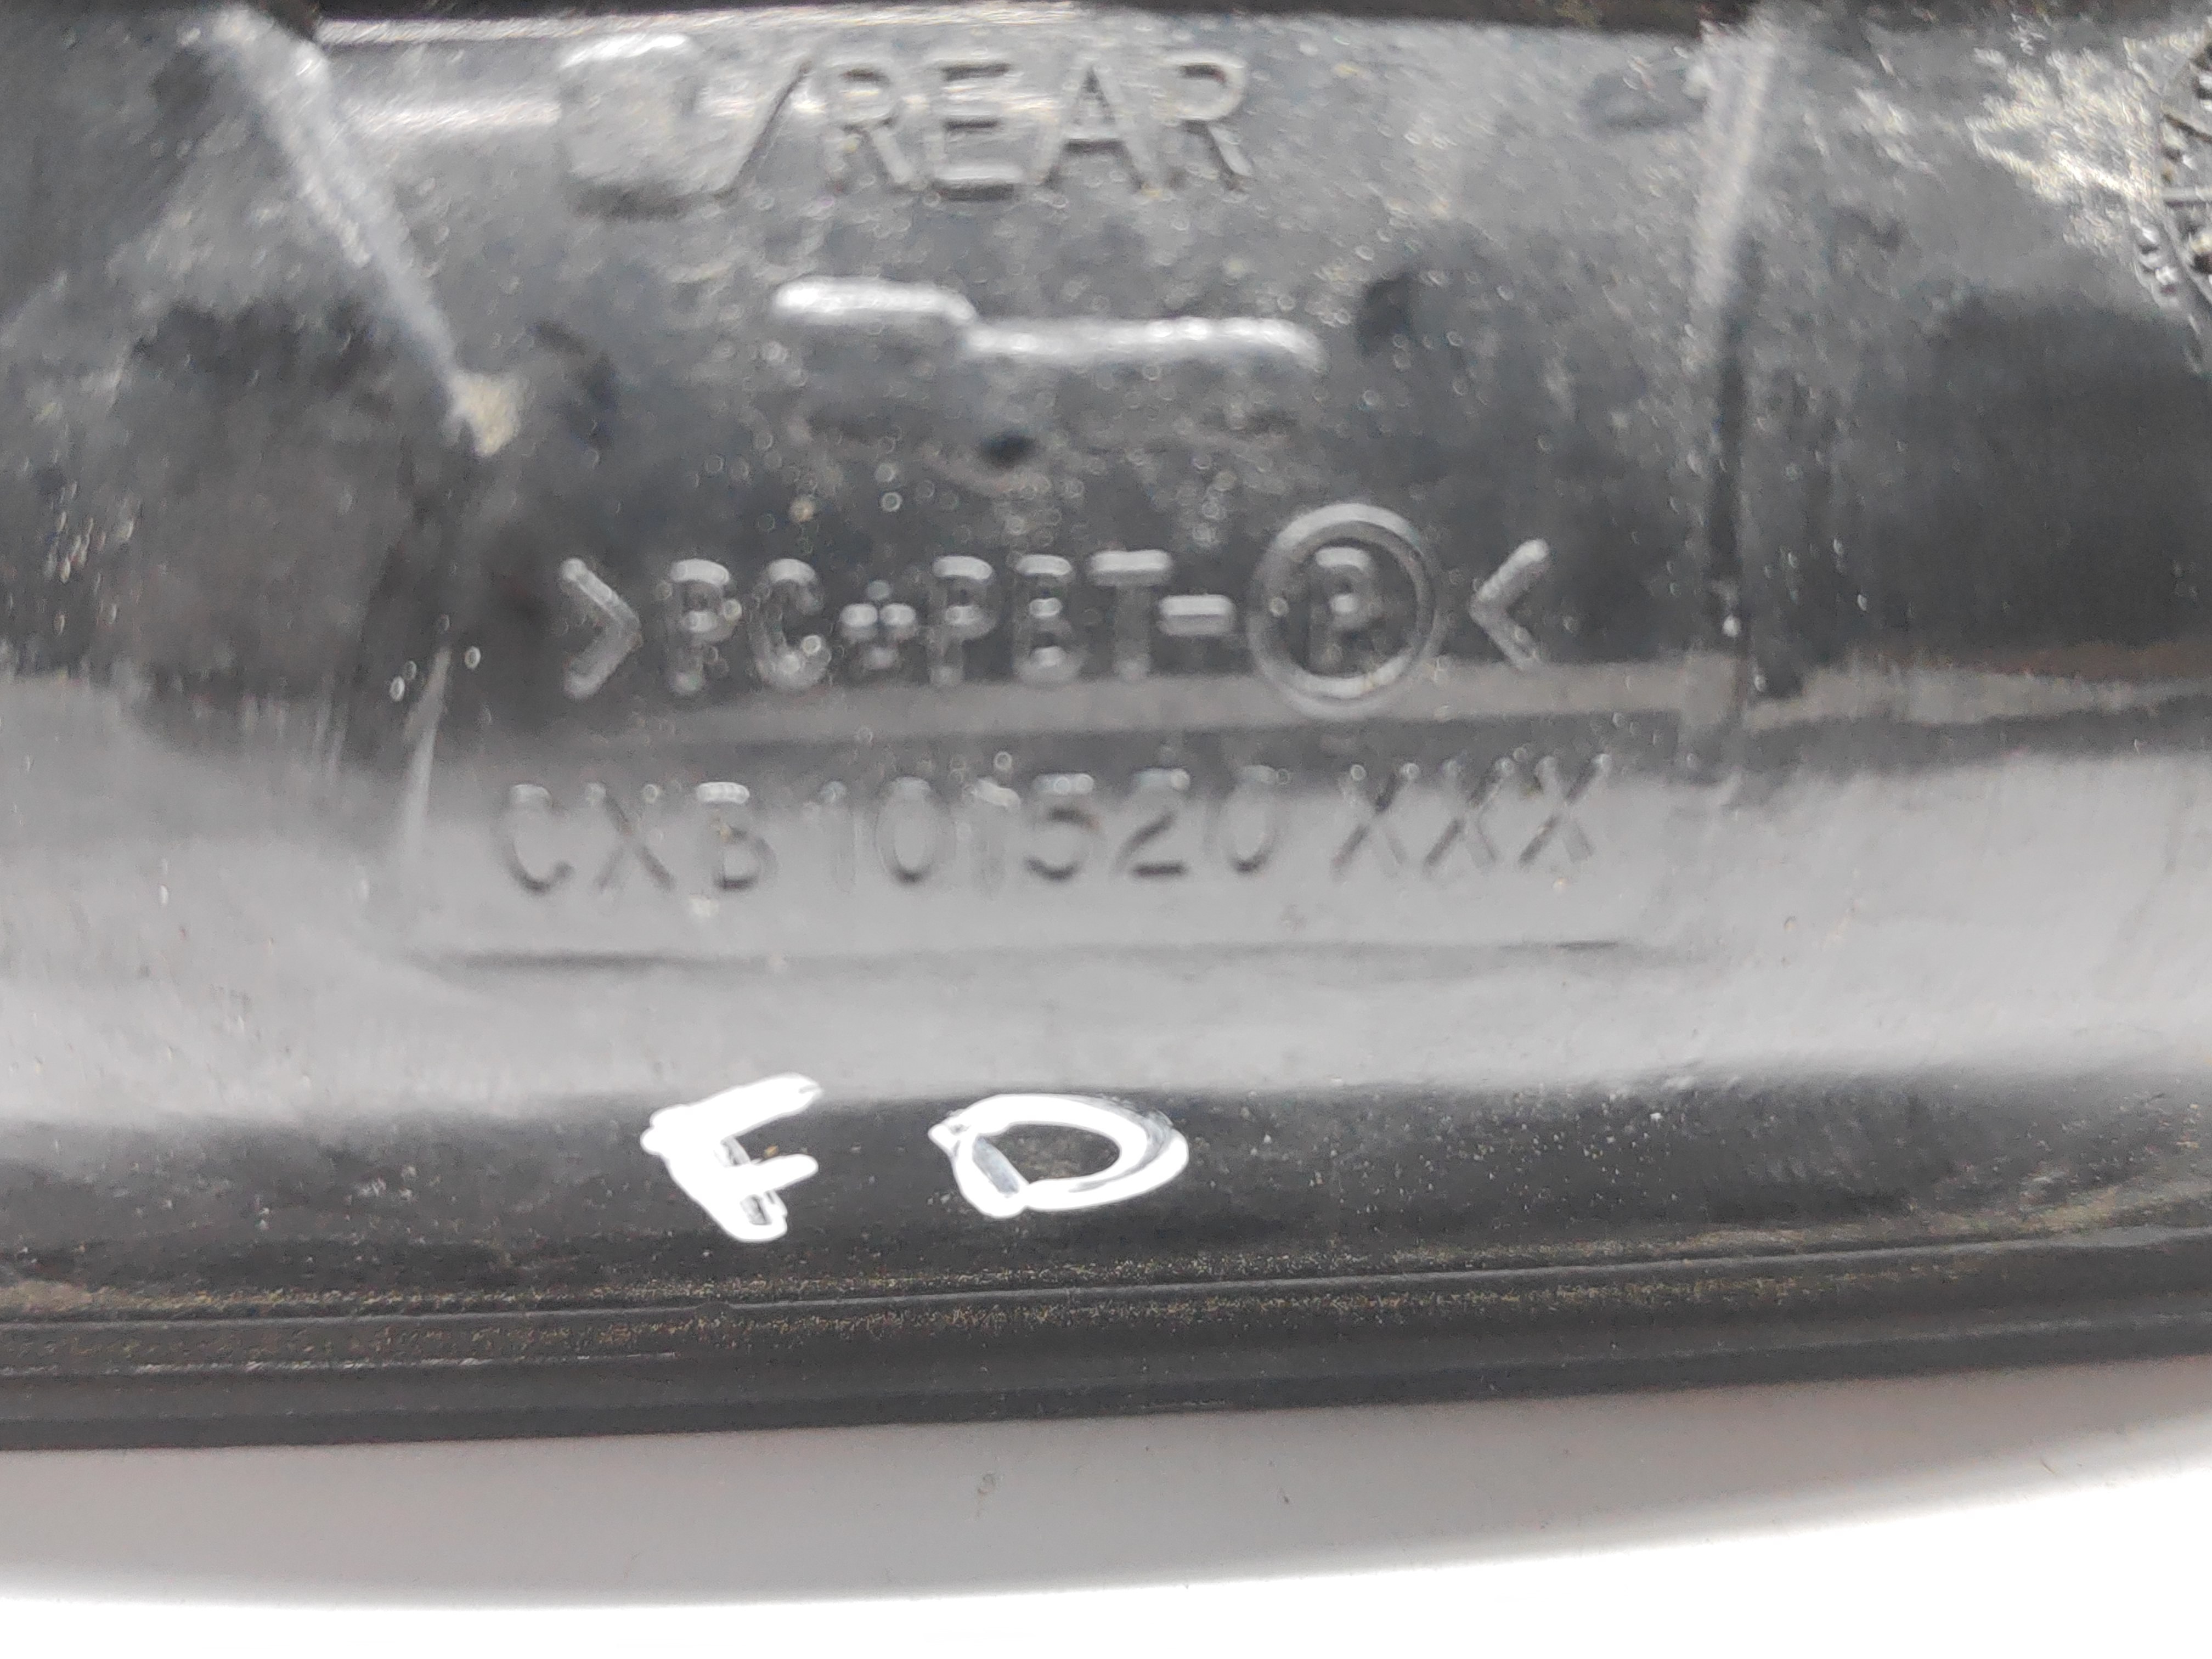 /REAR
>PC+PBT-Ⓟ<
CXB 101520 XXX
FD